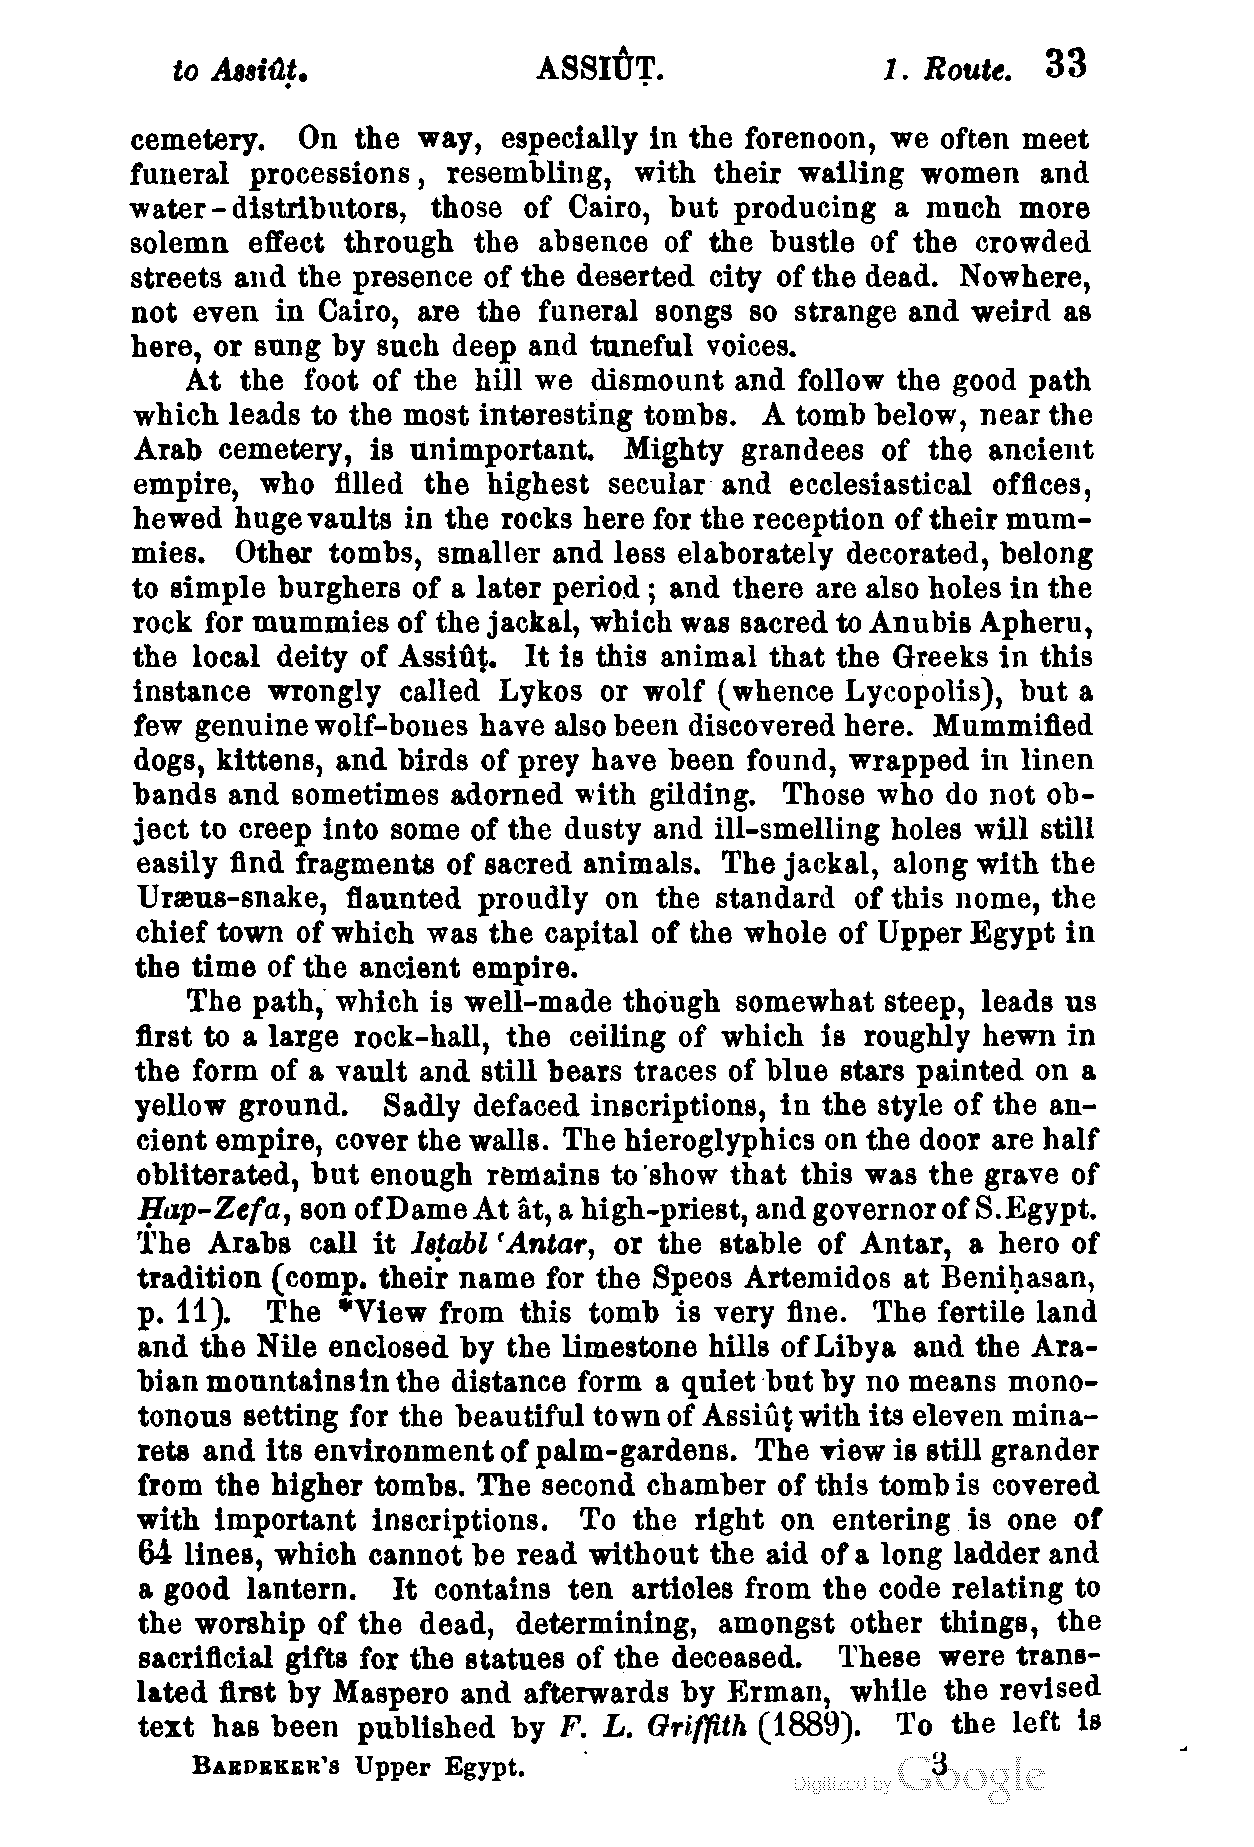 to Assiûṭ. ASSIÛṬ. 1. Route. 33
cemetery. On the way, especially in the forenoon, we often meet
funeral processions, resembling, with their wailing women and
water-distributors, those of Cairo, but producing a much more
solemn effect through the absence of the bustle of the crowded
streets and the presence of the deserted city of the dead. Nowhere,
not even in Cairo, are the funeral songs so strange and weird as
here, or sung by such deep and tuneful voices.
At the foot of the hill we dismount and follow the good path
which leads to the most interesting tombs. A tomb below, near the
Arab cemetery, is unimportant. Mighty grandees of the ancient
empire, who filled the highest secular and ecclesiastical offices,
hewed huge vaults in the rocks here for the reception of their mum-
mies. Other tombs, smaller and less elaborately decorated, belong
to simple burghers of a later period; and there are also holes in the
rock for mummies of the jackal, which was sacred to Anubis Apheru,
the local deity of Assiûṭ. It is this animal that the Greeks in this
instance wrongly called Lykos or wolf (whence Lycopolis), but a
few genuine wolf-bones have also been discovered here. Mummified
dogs, kittens, and birds of prey have been found, wrapped in linen
bands and sometimes adorned with gilding. Those who do not ob-
ject to creep into some of the dusty and ill-smelling holes will still
easily find fragments of sacred animals. The jackal, along with the
Uræus-snake, flaunted proudly on the standard of this nome, the
chief town of which was the capital of the whole of Upper Egypt in
the time of the ancient empire.
The path, which is well-made though somewhat steep, leads us
first to a large rock-hall, the ceiling of which is roughly hewn in
the form of a vault and still bears traces of blue stars painted on a
yellow ground. Sadly defaced inscriptions, in the style of the an-
cient empire, cover the walls. The hieroglyphics on the door are half
obliterated, but enough remains to show that this was the grave of
Ḥap-Zefa, son of Dame At ât, a high-priest, and governor of S. Egypt.
The Arabs call it Isṭabl ʿAntar, or the stable of Antar, a hero of
tradition (comp. their name for the Speos Artemidos at Beniḥasan,
p. 11). The *View from this tomb is very fine. The fertile land
and the Nile enclosed by the limestone hills of Libya and the Ara-
bian mountains in the distance form a quiet but by no means mono-
tonous setting for the beautiful town of Assiûṭ with its eleven mina-
rets and its environment of palm-gardens. The view is still grander
from the higher tombs. The second chamber of this tomb is covered
with important inscriptions. To the right on entering is one of
64 lines, which cannot be read without the aid of a long ladder and
a good lantern. It contains ten articles from the code relating to
the worship of the dead, determining, amongst other things, the
sacrificial gifts for the statues of the deceased. These were trans-
lated first by Maspero and afterwards by Erman, while the revised
text has been published by F. L. Griffith (1889). To the left is
BAEDEKER'S Upper Egypt. 3
Digitized by Google